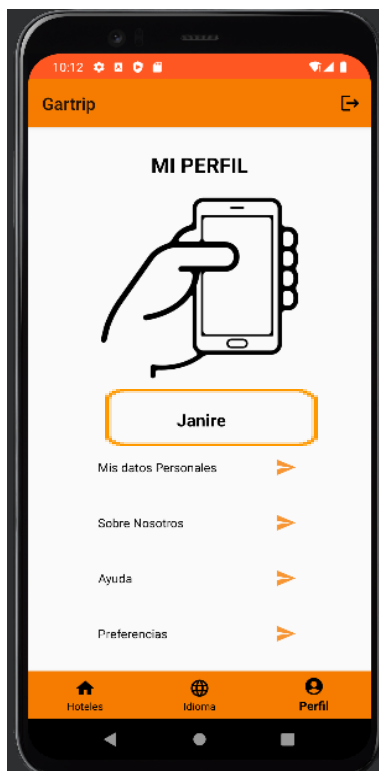 10:12
Gartrip
MI PERFIL
Janire
Mis datos Personales
Sobre Nosotros
Ayuda
Preferencias
Hoteles Idioma Perfil